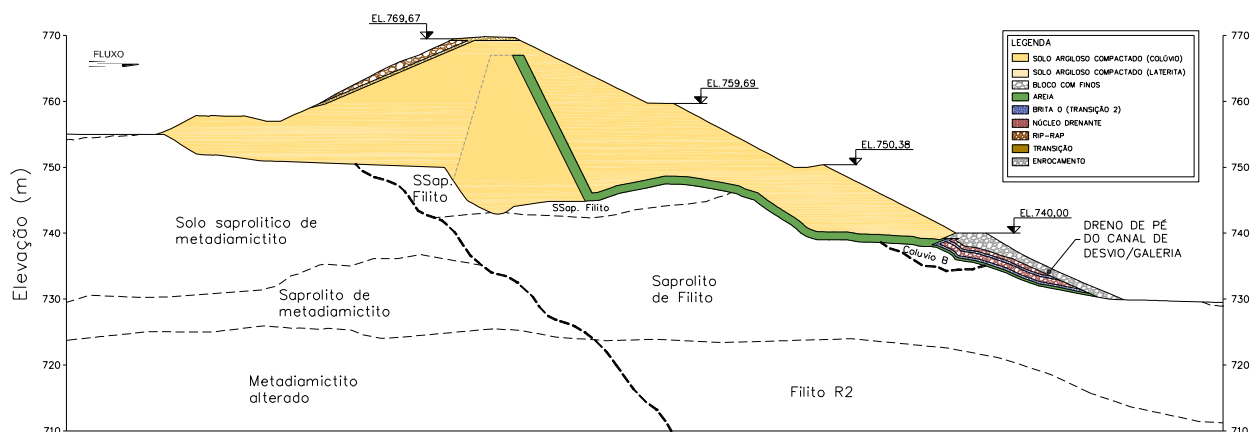 EL.769,67
770
770
FLUXO
LEGENDA
SOLO ARGILOSO COMPACTADO (COLÚVIO)
SOLO ARGILOSO COMPACTADO (LATERITA)
BLOCO COM FINOS
AREIA
BRITA 0 (TRANSIÇÃO 2)
NÚCLEO DRENANTE
RIP-RAP
TRANSIÇÃO
ENROCAMENTO
760
EL.759,69
760
EL.750,38
750
750
SSap.
Filito
SSap. Filito
EL.740,00
Solo saprolítico de
metadiamictito
740
740
DRENO DE PÉ
DO CANAL DE
DESVIO/GALERIA
Coluvio B
Elevação (m)
Saprolito
de Filito
Saprolito de
metadiamictito
730
730
720
720
Metadiamictito
alterado
Filito R2
710
710